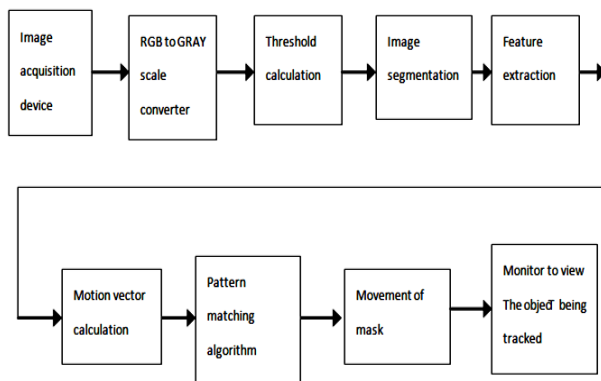 Image
acquisition
device
RGB to GRAY
scale
converter
Threshold
calculation
Image
segmentation
Feature
extraction
Motion vector
calculation
Pattern
matching
algorithm
Movement of
mask
Monitor to view
The object being
tracked